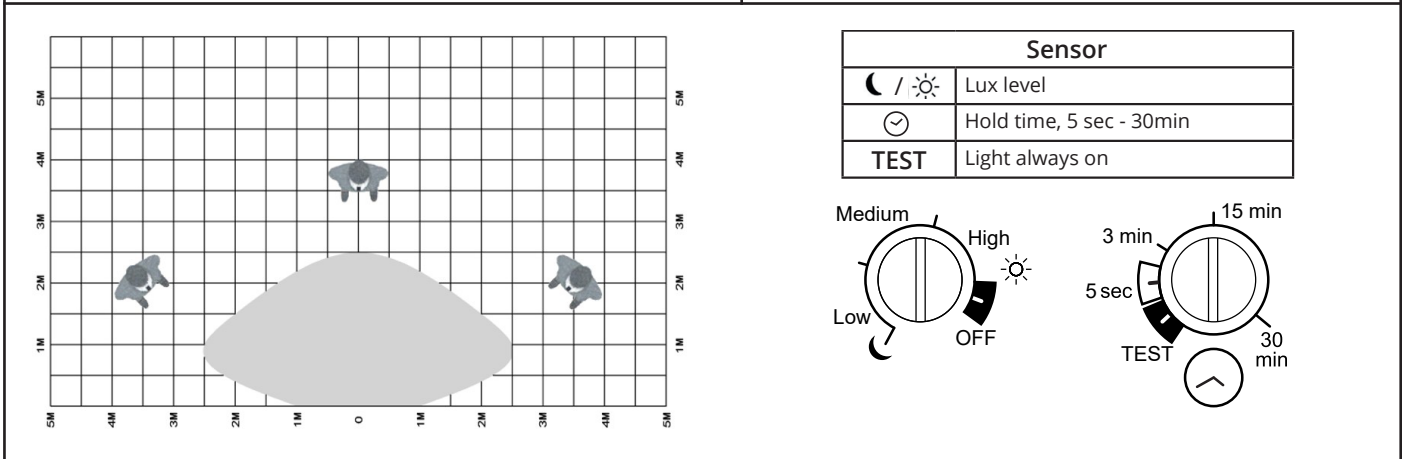 5M
4M
3M
2M
1M
5M
4M
3M
2M
1M
5M 4M 3M 2M 1M 0 1M 2M 3M 4M 5M
Sensor
/
Lux level
Hold time, 5 sec - 30min
TEST Light always on
Medium
High
Low
OFF
15 min
3 min
5 sec
TEST
30
min